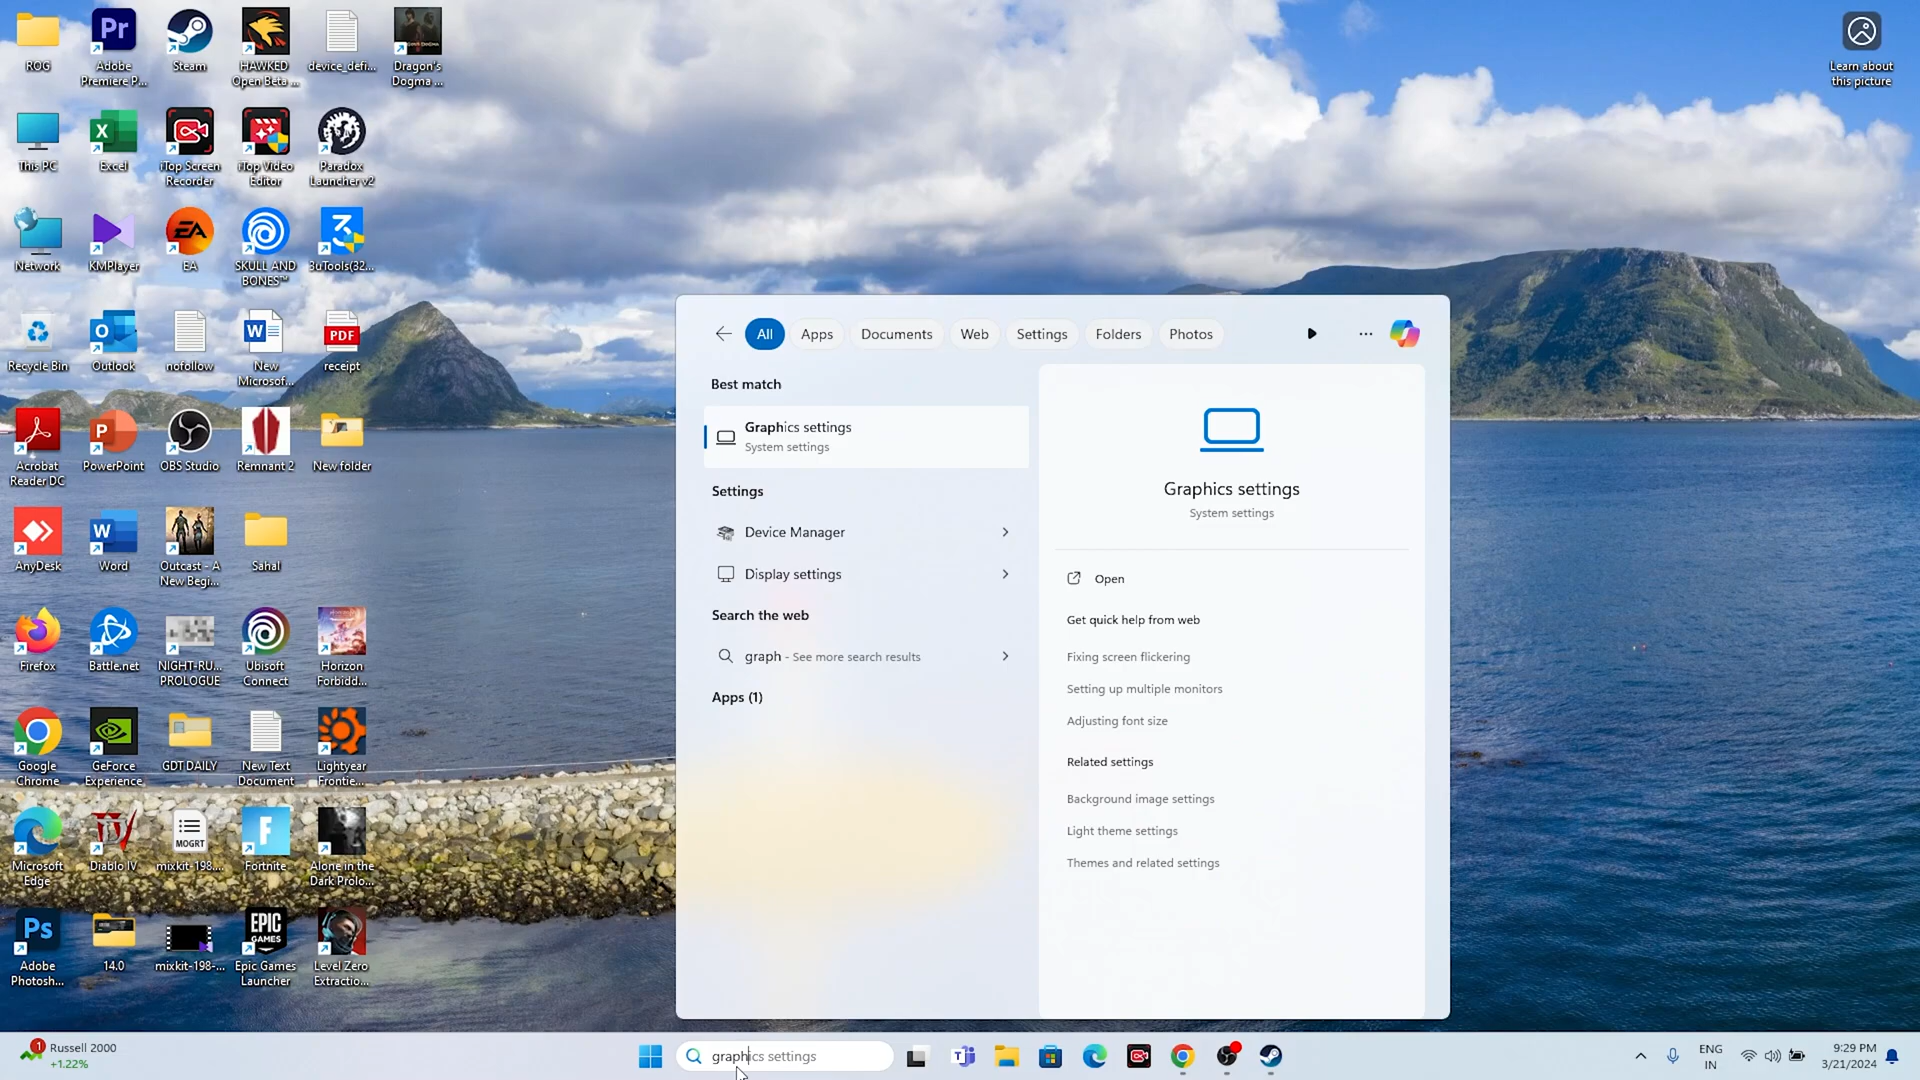 ROG
Adobe
Premiere P...
Steam
HAWKED
Open Beta ...
device_defi...
Dragon's
Dogma ...
Learn about
this picture
This PC
Excel
iTop Screen
Recorder
iTop Video
Editor
Paradox
Launcher v2
Network
KMPlayer
EA
SKULL AND
BONES™
3uTools(32...
Recycle Bin
Outlook
nofollow
New
Microsof...
PDF
receipt
Acrobat
Reader DC
PowerPoint
OBS Studio
Remnant 2
New folder
AnyDesk
Word
Outcast - A
New Begi...
Sahal
Firefox
Battle.net
NIGHT-RU...
PROLOGUE
Ubisoft
Connect
Horizon
Forbidd...
Google
Chrome
GeForce
Experience
GDT DAILY
New Text
Document
Lightyear
Frontie...
Microsoft
Edge
Diablo IV
MOGRT
mixkit-198....
Fortnite
Alone in the
Dark Prolo...
Adobe
Photosh...
14.0
mixkit-198-...
EPIC
GAMES
Epic Games
Launcher
Level Zero
Extractio...
All
Apps
Documents
Web
Settings
Folders
Photos
Best match
Graphics settings
System settings
Settings
Device Manager
Display settings
Search the web
graph - See more search results
Apps (1)
Graphics settings
System settings
Open
Get quick help from web
Fixing screen flickering
Setting up multiple monitors
Adjusting font size
Related settings
Background image settings
Light theme settings
Themes and related settings
1
Russell 2000
+1.22%
graphics settings
ENG
IN
9:29 PM
3/21/2024